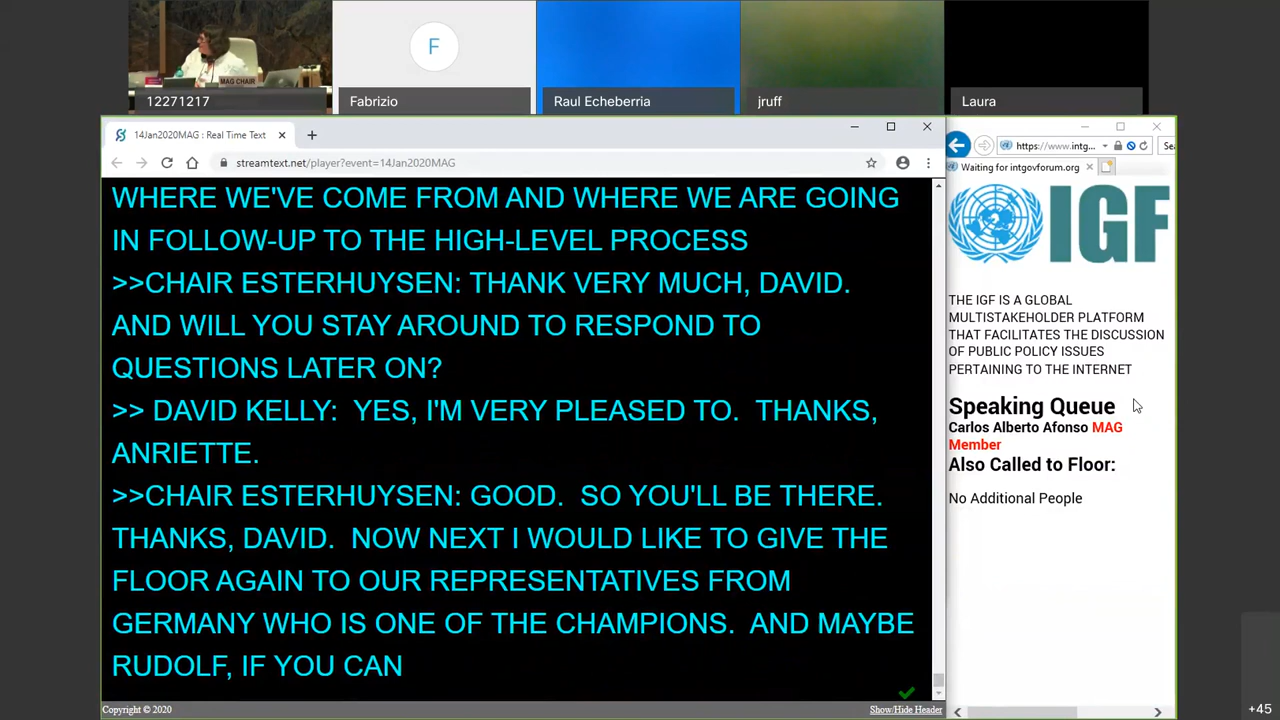 F
MAG CHAIR
12271217
Fabrizio
Raul Echeberria
jruff
Laura
14Jan2020MAG : Real Time Text
streamtext.net/player?event=14Jan2020MAG
WHERE WE'VE COME FROM AND WHERE WE ARE GOING
IN FOLLOW-UP TO THE HIGH-LEVEL PROCESS
>>CHAIR ESTERHUYSEN: THANK VERY MUCH, DAVID.
AND WILL YOU STAY AROUND TO RESPOND TO
QUESTIONS LATER ON?
>> DAVID KELLY:  YES, I'M VERY PLEASED TO.  THANKS,
ANRIETTE.
>>CHAIR ESTERHUYSEN: GOOD.  SO YOU'LL BE THERE.
THANKS, DAVID.  NOW NEXT I WOULD LIKE TO GIVE THE
FLOOR AGAIN TO OUR REPRESENTATIVES FROM
GERMANY WHO IS ONE OF THE CHAMPIONS.  AND MAYBE
RUDOLF, IF YOU CAN
Copyright © 2020
Show/Hide Header
https://www.intg...
Sea
Waiting for intgovforum.org
IGF
THE IGF IS A GLOBAL
MULTISTAKEHOLDER PLATFORM
THAT FACILITATES THE DISCUSSION
OF PUBLIC POLICY ISSUES
PERTAINING TO THE INTERNET
Speaking Queue
Carlos Alberto Afonso MAG
Member
Also Called to Floor:
No Additional People
+45